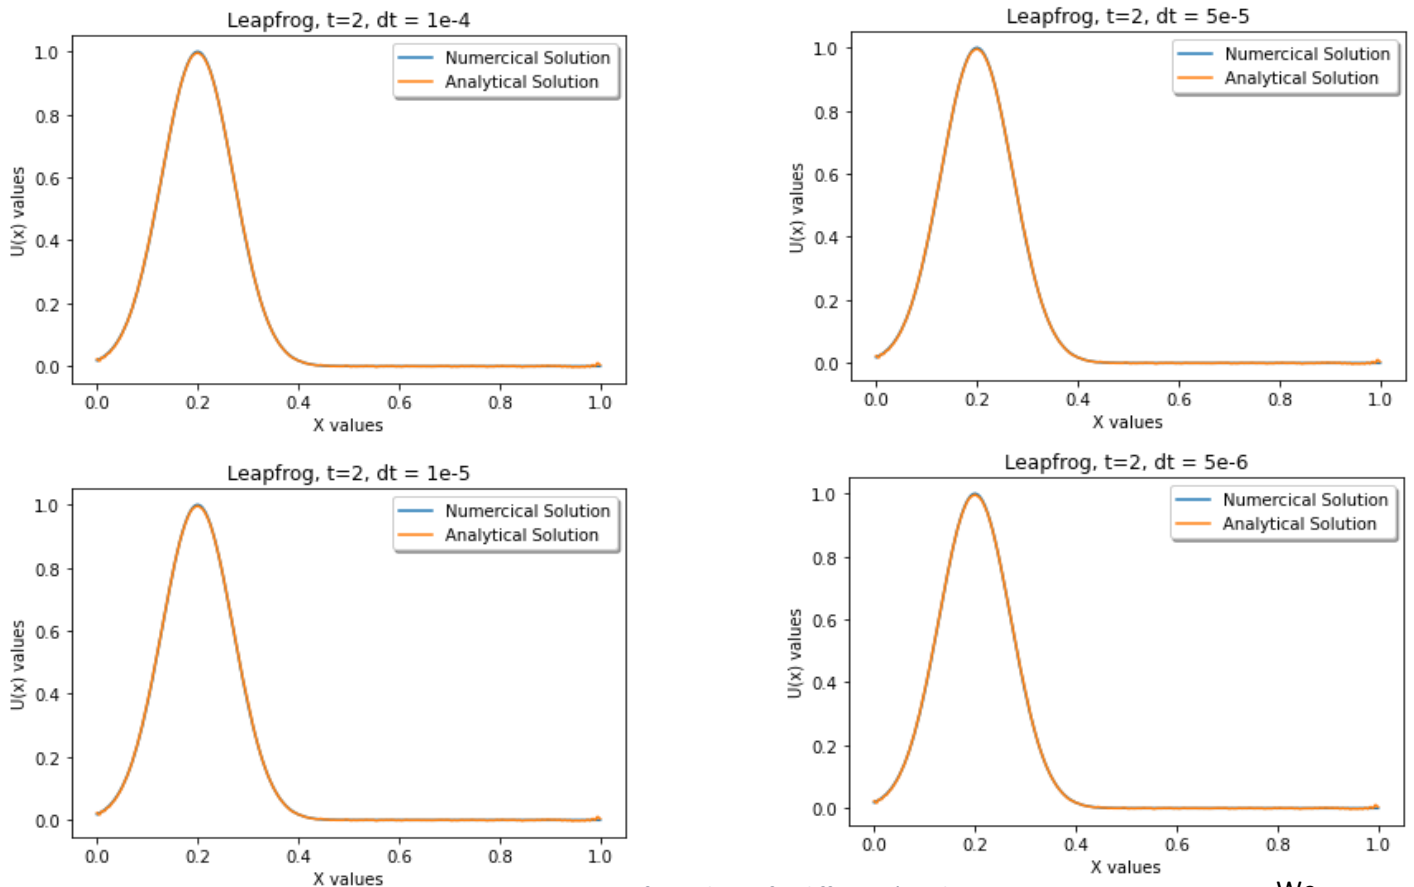 Leapfrog, t=2, dt = 1e-4
Numercical Solution
Analytical Solution
U(x) values
1.0
0.8
0.6
0.4
0.2
0.0
0.0 0.2 0.4 0.6 0.8 1.0
X values
Leapfrog, t=2, dt = 5e-5
Numercical Solution
Analytical Solution
U(x) values
1.0
0.8
0.6
0.4
0.2
0.0
0.0 0.2 0.4 0.6 0.8 1.0
X values
Leapfrog, t=2, dt = 1e-5
Numercical Solution
Analytical Solution
U(x) values
1.0
0.8
0.6
0.4
0.2
0.0
0.0 0.2 0.4 0.6 0.8 1.0
X values
Leapfrog, t=2, dt = 5e-6
Numercical Solution
Analytical Solution
U(x) values
1.0
0.8
0.6
0.4
0.2
0.0
0.0 0.2 0.4 0.6 0.8 1.0
X values
We